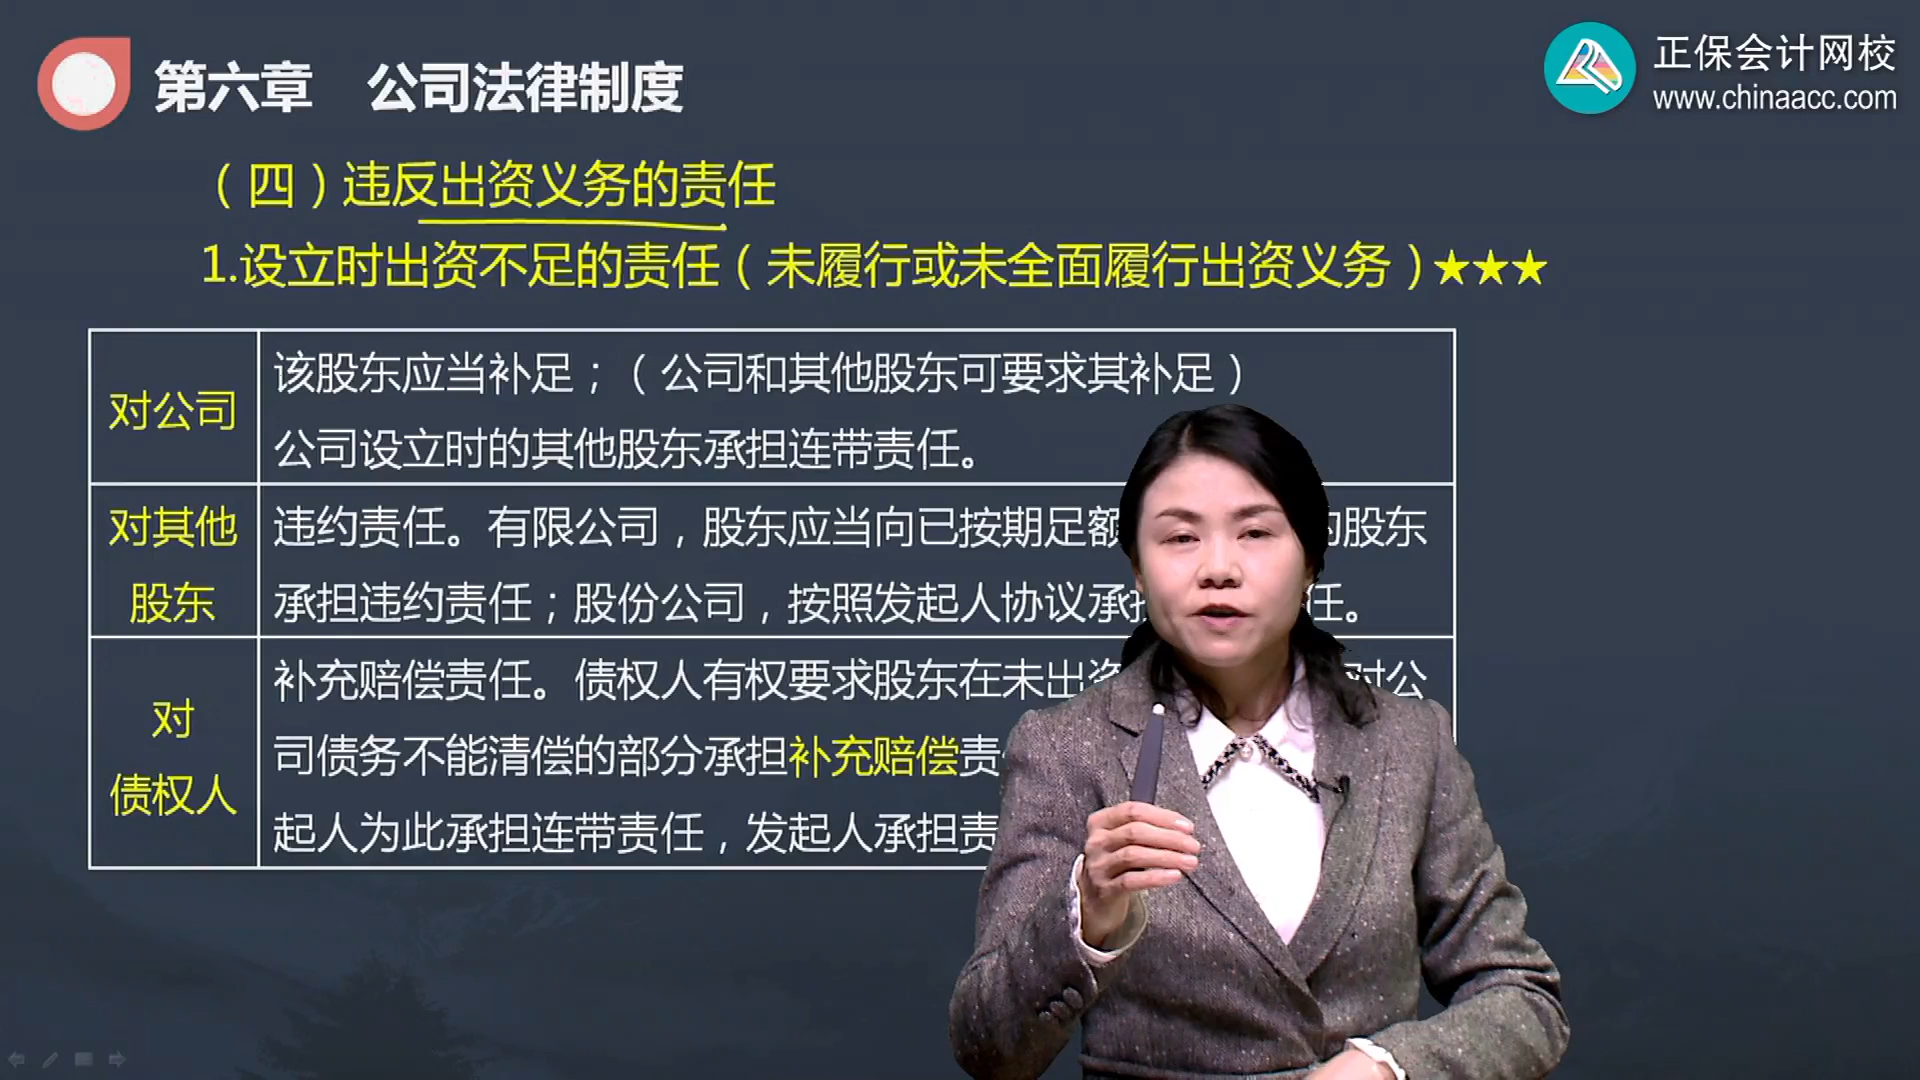 第六章 公司法律制度
正保会计网校
www.chinaacc.com
（四）违反出资义务的责任
1.设立时出资不足的责任（未履行或未全面履行出资义务）★★★
对公司
该股东应当补足；（公司和其他股东可要求其补足）
公司设立时的其他股东承担连带责任。
对其他
股东
违约责任。有限公司，股东应当向已按期足额 的股东
承担违约责任；股份公司，按照发起人协议承担 任。
对
债权人
补充赔偿责任。债权人有权要求股东在未出资 对公
司债务不能清偿的部分承担补充赔偿责
起人为此承担连带责任，发起人承担责